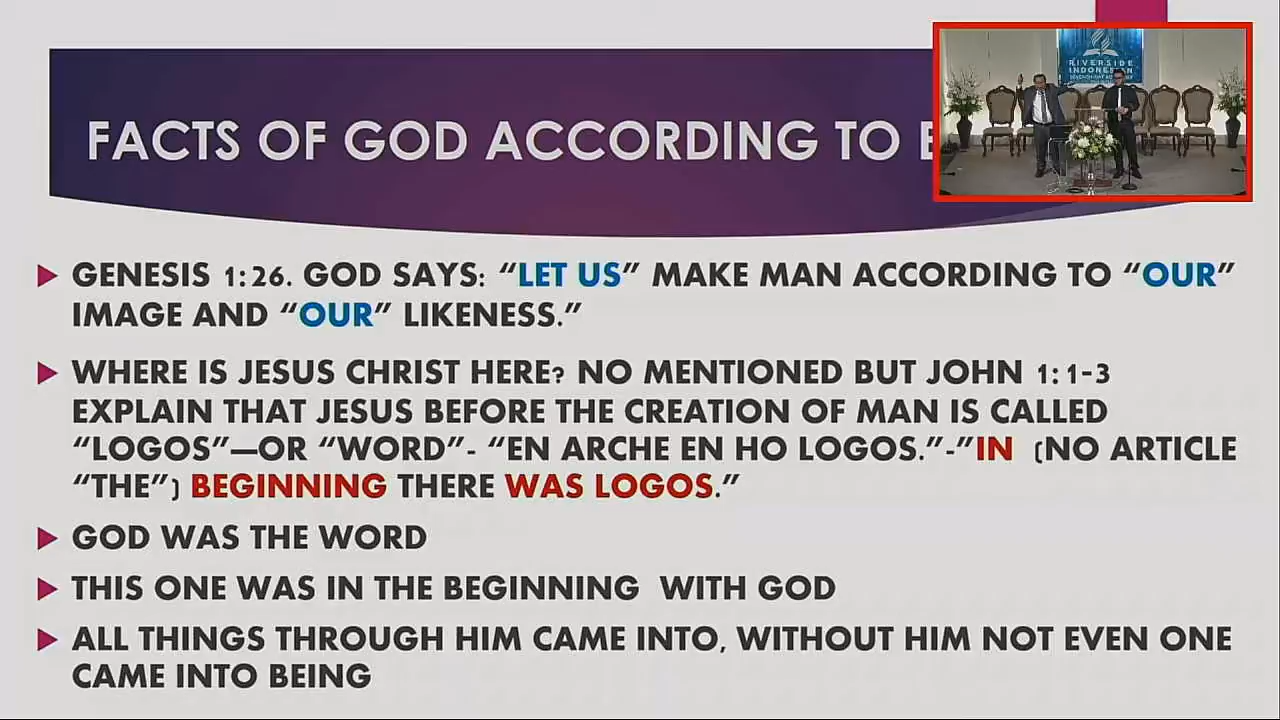 FACTS OF GOD ACCORDING TO
RIVERSIDE
INDONESIAN
GENESIS 1:26. GOD SAYS: “LET US” MAKE MAN ACCORDING TO “OUR”
IMAGE AND “OUR” LIKENESS.”
WHERE IS JESUS CHRIST HERE? NO MENTIONED BUT JOHN 1:1-3
EXPLAIN THAT JESUS BEFORE THE CREATION OF MAN IS CALLED
“LOGOS”—OR “WORD”- “EN ARCHE EN HO LOGOS.”-”IN (NO ARTICLE
“THE”) BEGINNING THERE WAS LOGOS.”
GOD WAS THE WORD
THIS ONE WAS IN THE BEGINNING WITH GOD
ALL THINGS THROUGH HIM CAME INTO, WITHOUT HIM NOT EVEN ONE
CAME INTO BEING